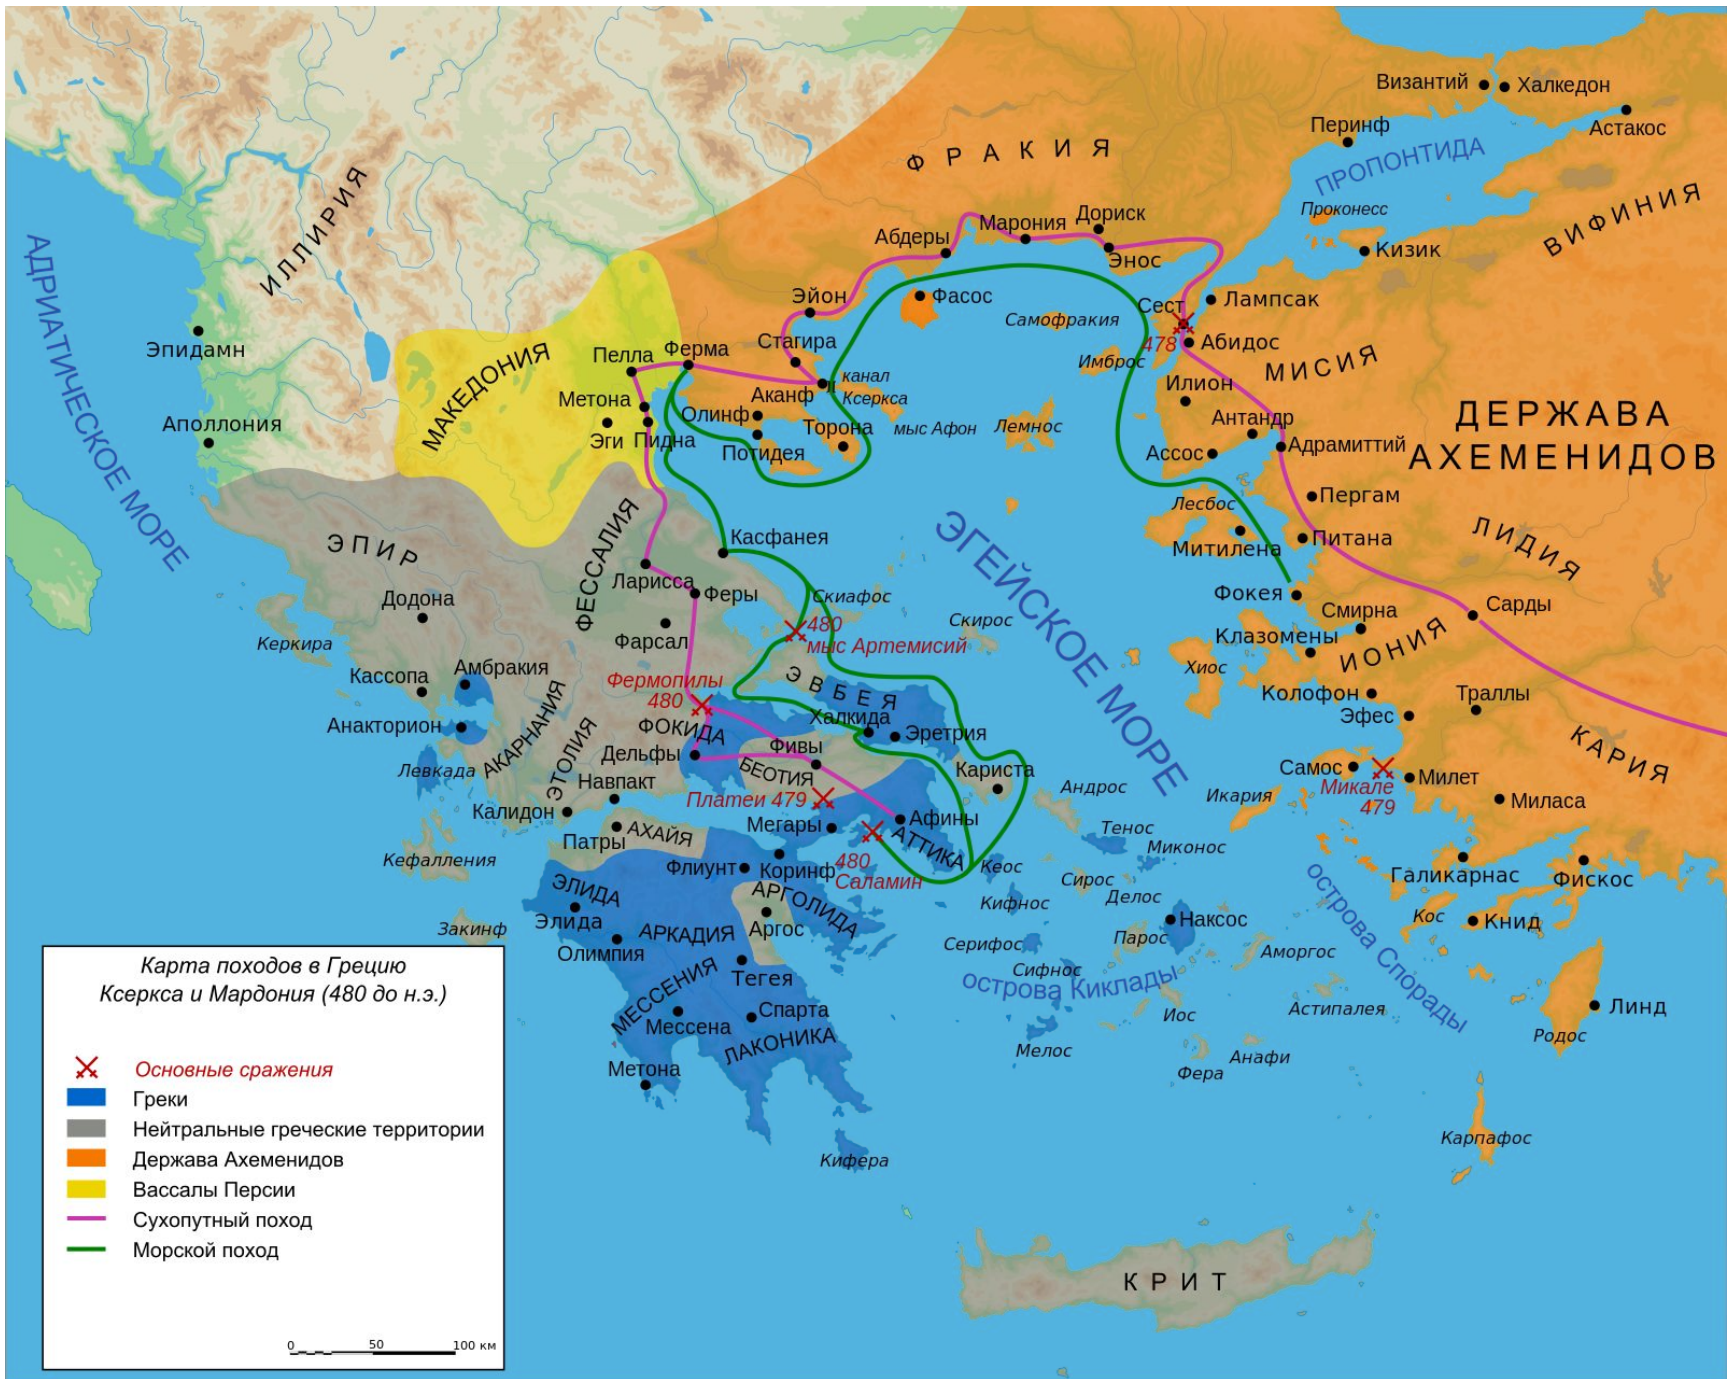 Византий
Халкедон
Астакос
Перинф
ПРОПОНТИДА
ФРАКИЯ
Проконесс
ВИФИНИЯ
Кизик
ИЛЛИРИЯ
АДРИАТИЧЕСКОЕ МОРЕ
Абдеры
Марония
Дориск
Энос
Эйон
Фасос
Сест
Лампсак
478
Абидос
Самофракия
Имброс
МИСИЯ
Эпидамн
Стагира
Пелла
Ферма
МАКЕДОНИЯ
канал
Ксеркса
Аканф
Илион
Метона
Олинф
Торона
мыс Афон
Лемнос
Антандр
ДЕРЖАВА
АХЕМЕНИДОВ
Аполлония
Эги
Пидна
Потидея
Ассос
Адрамиттий
Пергам
Лесбос
ЭГЕЙСКОЕ МОРЕ
ЭПИР
ФЕССАЛИЯ
Касфанея
Митилена
Питана
ЛИДИЯ
Ларисса
Феры
Скиафос
Фокея
Сарды
Додона
Смирна
Скирос
Керкира
Фарсал
480
мыс Артемисий
Клазомены
ИОНИЯ
Кассопа
Амбракия
Фермопилы
480
ЭВБЕЯ
Хиос
Колофон
Траллы
Анакторион
АКАРНАНИЯ
ФОКИДА
Халкида
Эретрия
Эфес
ЭТОЛИЯ
Дельфы
Фивы
КАРИЯ
Левкада
БЕОТИЯ
Кариста
Самос
Микале
479
Милет
Навпакт
Андрос
Икария
Миласа
Калидон
Платеи 479
Патры
АХАЙЯ
Мегары
Афины
АТТИКА
Тенос
Миконос
Кефалления
Флиунт
Коринф
480
Саламин
Кеос
Сирос
Делос
Галикарнас
Фискос
ЭЛИДА
АРГОЛИДА
Кифнос
острова Спорады
Кос
Книд
Элида
Закинф
АРКАДИЯ
Аргос
Наксос
Парос
Олимпия
Серифос
Аморгос
Тегея
Сифнос
острова Киклады
МЕССЕНИЯ
Мессена
Спарта
Иос
Астипалея
Линд
ЛАКОНИКА
Мелос
Анафи
Родос
Метона
Фера
Кифера
Карпафос
КРИТ
Карта походов в Грецию
Ксеркса и Мардония (480 до н.э.)
Основные сражения
Греки
Нейтральные греческие территории
Держава Ахеменидов
Вассалы Персии
Сухопутный поход
Морской поход
0 50 100 км